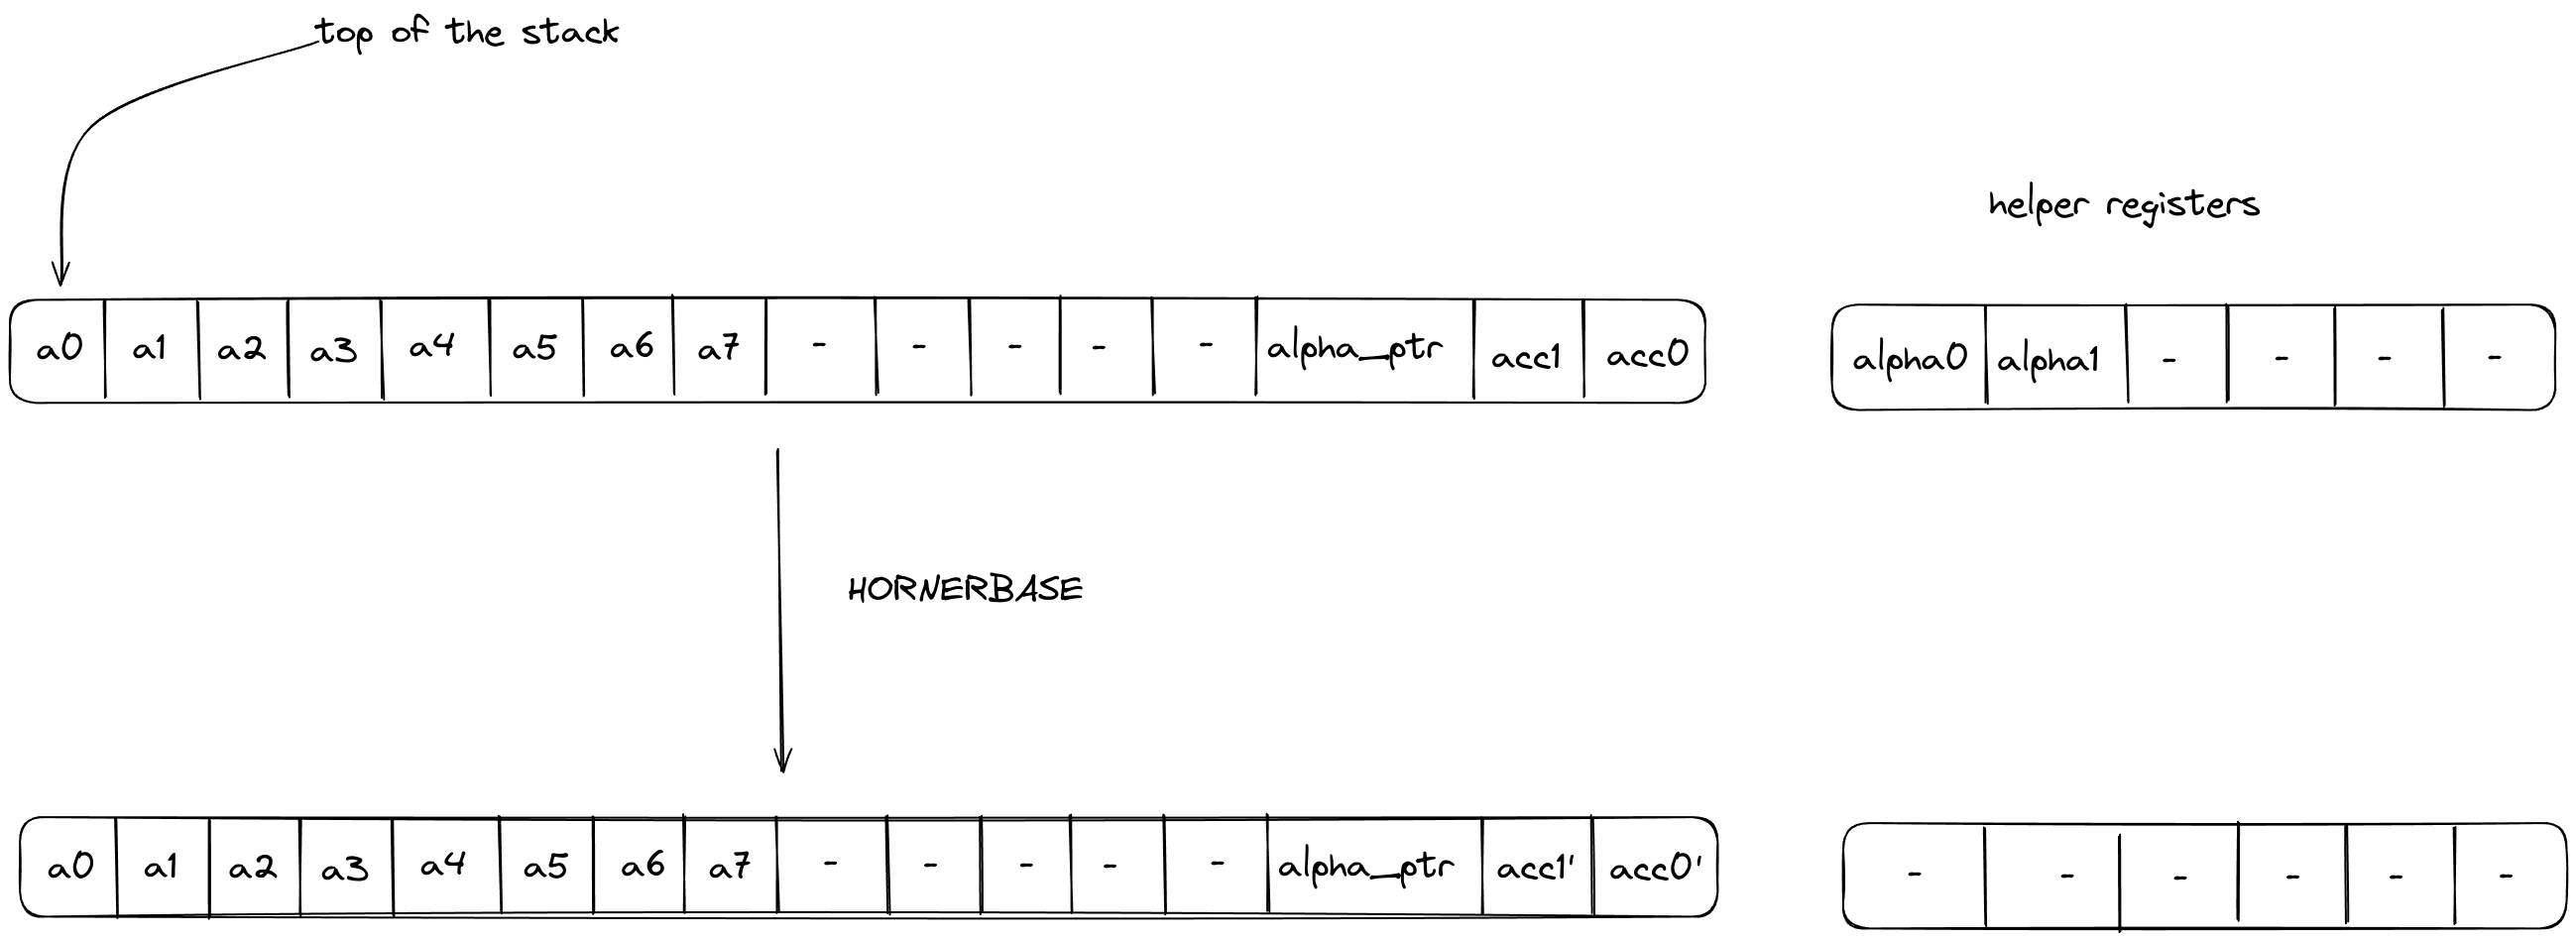 top of the stack
helper registers
a0 a1 a2 a3 a4 a5 a6 a7 - - - - - alpha_ptr acc1 acc0
alpha0 alpha1 - - - -
HORNERBASE
a0 a1 a2 a3 a4 a5 a6 a7 - - - - - alpha_ptr acc1' acc0'
- - - - - -